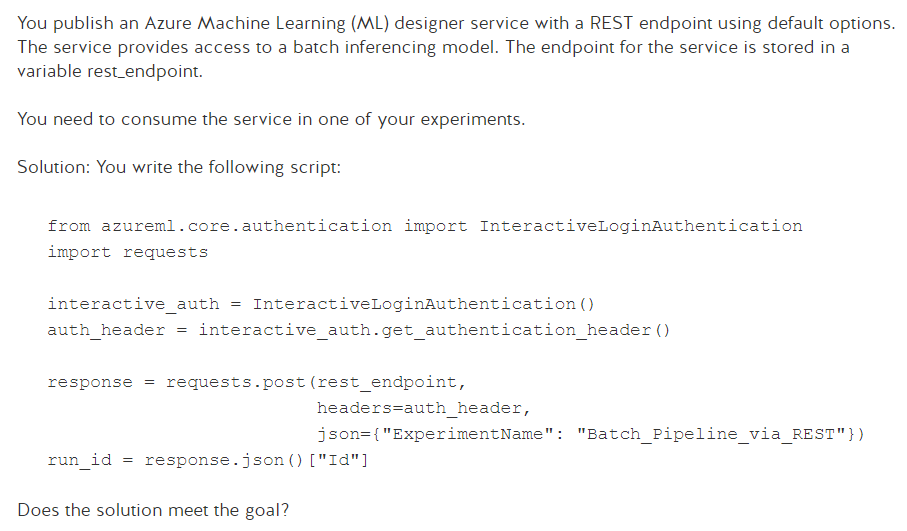 You publish an Azure Machine Learning (ML) designer service with a REST endpoint using default options.
The service provides access to a batch inferencing model. The endpoint for the service is stored in a
variable rest_endpoint.
You need to consume the service in one of your experiments.
Solution: You write the following script:
from azureml.core.authentication import InteractiveLoginAuthentication
import requests
interactive_auth = InteractiveLoginAuthentication()
auth_header = interactive_auth.get_authentication_header()
response = requests.post(rest_endpoint,
headers=auth_header,
json={"ExperimentName": "Batch_Pipeline_via_REST"})
run_id = response.json()["Id"]
Does the solution meet the goal?